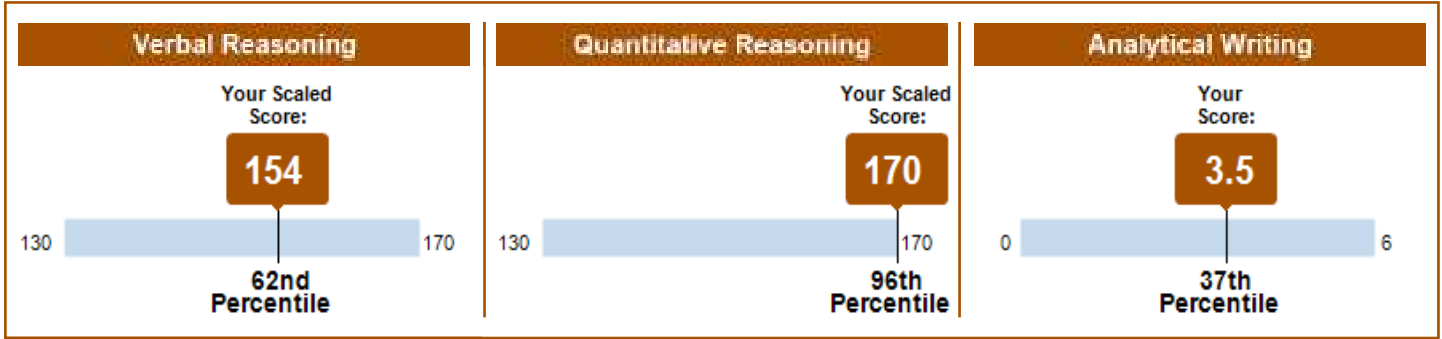 Verbal Reasoning
Your Scaled
Score:
154
130
170
62nd
Percentile
Quantitative Reasoning
Your Scaled
Score:
170
130
170
96th
Percentile
Analytical Writing
Your
Score:
3.5
0
6
37th
Percentile